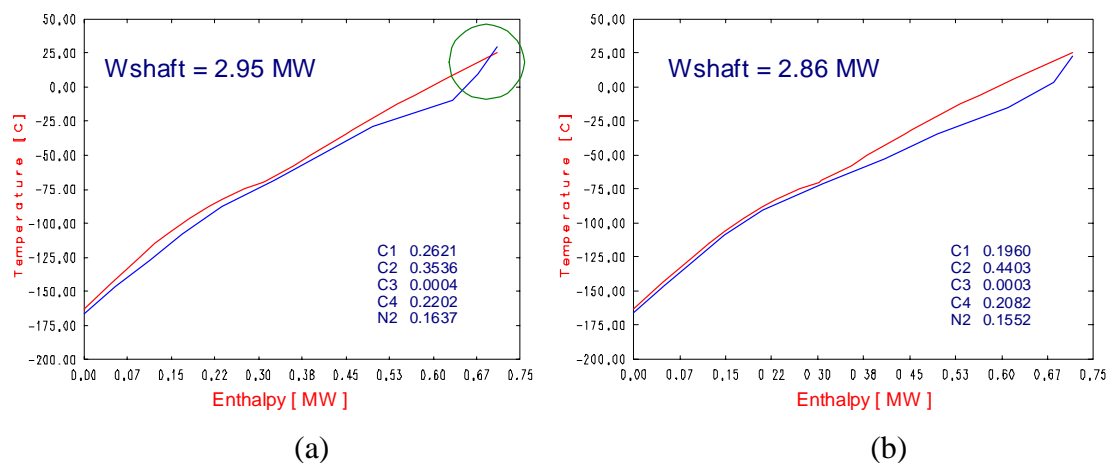 50.00
25.00
0.00
-25.00
-50.00
-75.00
-100.00
-125.00
-150.00
-175.00
-200.00
Temperature [C]
Wshaft = 2.95 MW
C1 0.2621
C2 0.3536
C3 0.0004
C4 0.2202
N2 0.1637
0.00 0.07 0.15 0.22 0.30 0.38 0.45 0.52 0.60 0.67 0.75
Enthalpy [ MW ]
(a)
50.00
25.00
0.00
-25.00
-50.00
-75.00
-100.00
-125.00
-150.00
-175.00
-200.00
Temperature [C]
Wshaft = 2.86 MW
C1 0.1960
C2 0.4403
C3 0.0003
C4 0.2082
N2 0.1552
0.00 0.07 0.15 0 22 0 30 0 38 0.45 0.52 0.60 0.67 0.75
Enthalpy [ MW ]
(b)